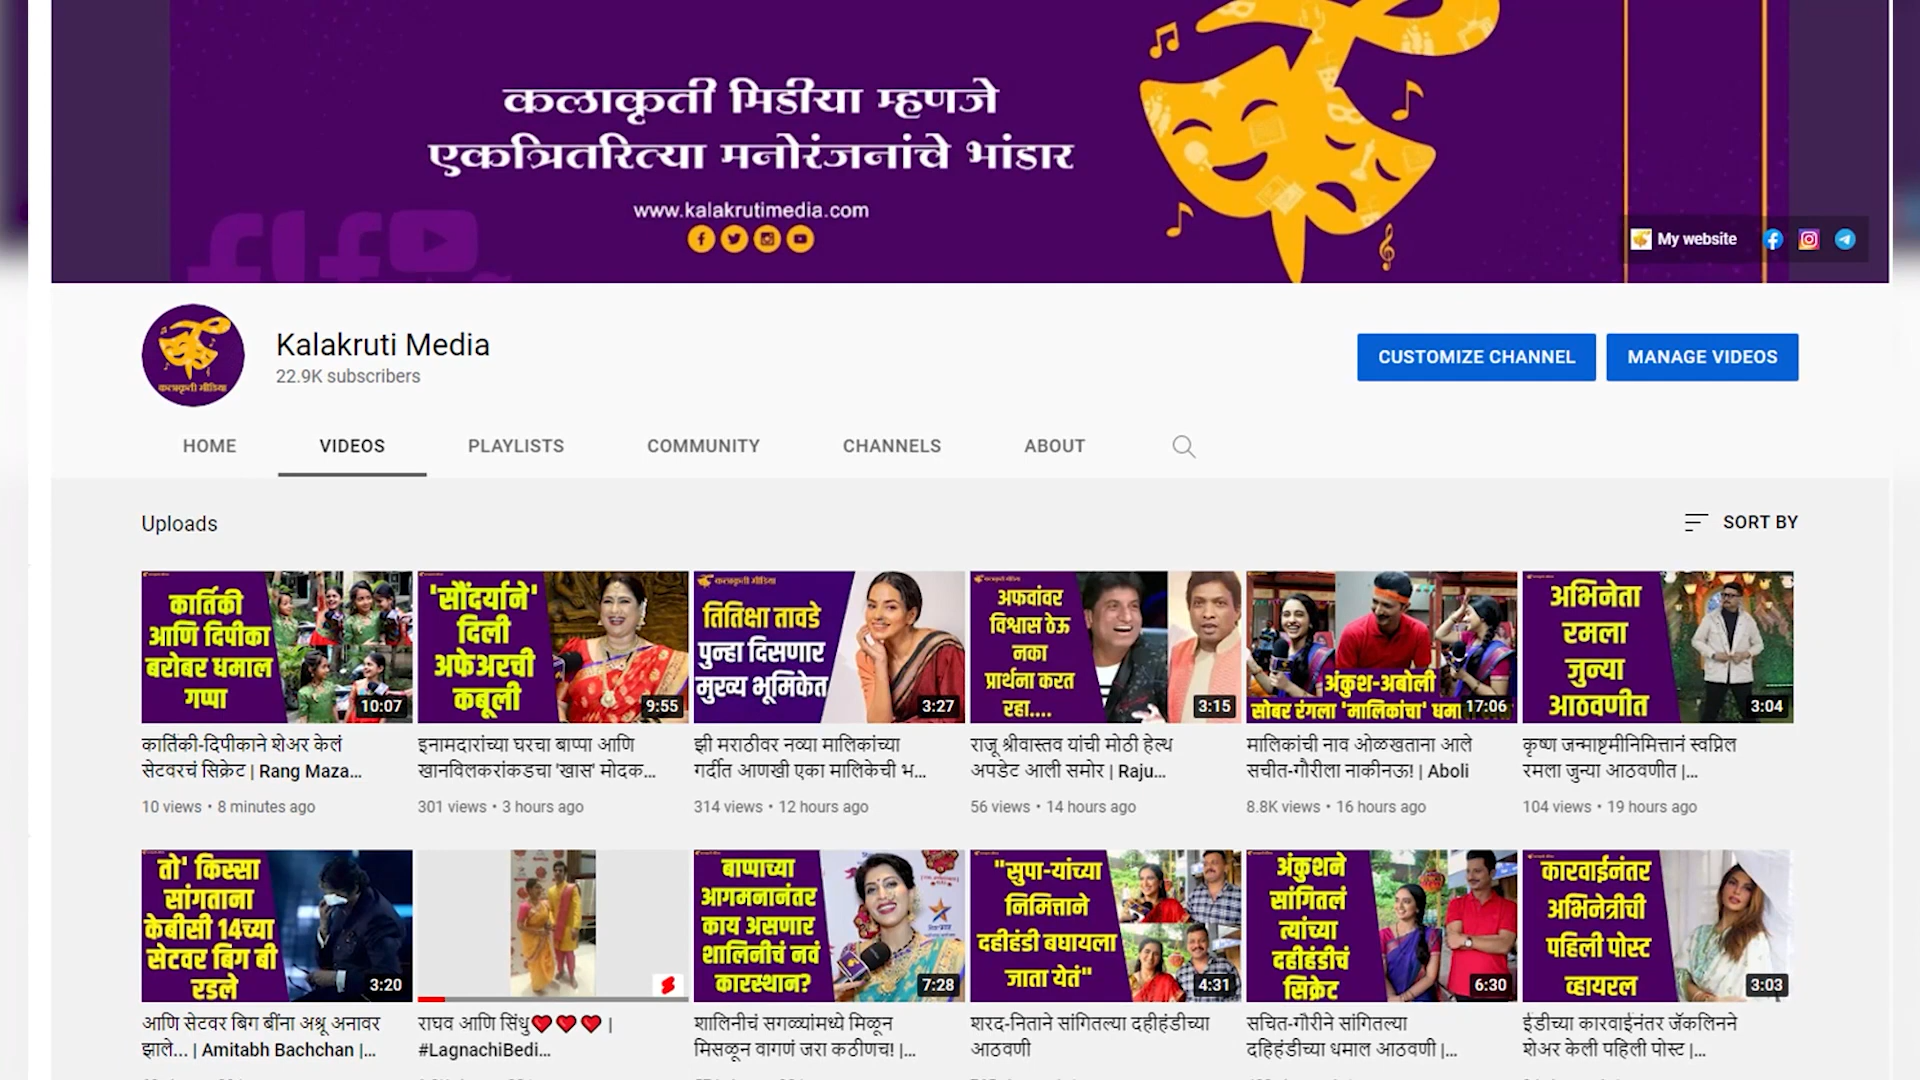 कलाकृती मिडीया म्हणजे
एकत्रितरित्या मनोरंजनांचे भांडार
www.kalakrutimedia.com
My website
कलाकृती मीडिया
Kalakruti Media
22.9K subscribers
CUSTOMIZE CHANNEL
MANAGE VIDEOS
HOME
VIDEOS
PLAYLISTS
COMMUNITY
CHANNELS
ABOUT
Uploads
SORT BY
कार्तिकी
आणि दिपीका
बरोबर धमाल
गप्पा
10:07
कार्तिकी-दिपीकाने शेअर केलं
सेटवरचं सिक्रेट | Rang Maza...
10 views • 8 minutes ago
'सौंदर्याने'
दिली
अफेअरची
कबूली
9:55
इनामदारांच्या घरचा बाप्पा आणि
खानविलकरांकडचा 'खास' मोदक...
301 views • 3 hours ago
कलाकृती मीडिया
तितिक्षा तावडे
पुन्हा दिसणार
मुख्य भूमिकेत
3:27
झी मराठीवर नव्या मालिकांच्या
गर्दीत आणखी एका मालिकेची भ...
314 views • 12 hours ago
कलाकृती मीडिया
अफवांवर
विश्वास ठेऊ
नका
प्रार्थना करत
रहा....
3:15
राजू श्रीवास्तव यांची मोठी हेल्थ
अपडेट आली समोर | Raju...
56 views • 14 hours ago
अंकुश-अबोली
सोबर रंगला 'मालिकांचा' धमा
17:06
मालिकांची नाव ओळखताना आले
सचीत-गौरीला नाकीनऊ! | Aboli
8.8K views • 16 hours ago
अभिनेता
रमला
जुन्या
आठवणीत
3:04
कृष्ण जन्माष्टमीनिमित्तानं स्वप्निल
रमला जुन्या आठवणीत |...
104 views • 19 hours ago
तो' किस्सा
सांगताना
केबीसी 14च्या
सेटवर बिग बी
रडले
3:20
आणि सेटवर बिग बींना अश्रू अनावर
झाले... | Amitabh Bachchan |...
राघव आणि सिंधु❤❤❤ |
#LagnachiBedi...
बाप्पाच्या
आगमनानंतर
काय असणार
शालिनीचं नवं
कारस्थान?
7:28
शालिनीचं सगळ्यांमध्ये मिळून
मिसळून वागणं जरा कठीणच! |...
"सुपा-यांच्या
निमित्ताने
दहीहंडी बघायला
जाता येतं"
4:31
शरद-निताने सांगितल्या दहीहंडीच्या
आठवणी
अंकुशने
सांगितलं
त्यांच्या
दहीहंडीचं
सिक्रेट
6:30
सचित-गौरीने सांगितल्या
दहिहंडीच्या धमाल आठवणी |...
कारवाईनंतर
अभिनेत्रीची
पहिली पोस्ट
व्हायरल
3:03
ईडीच्या कारवाईनंतर जॅकलिनने
शेअर केली पहिली पोस्ट |...